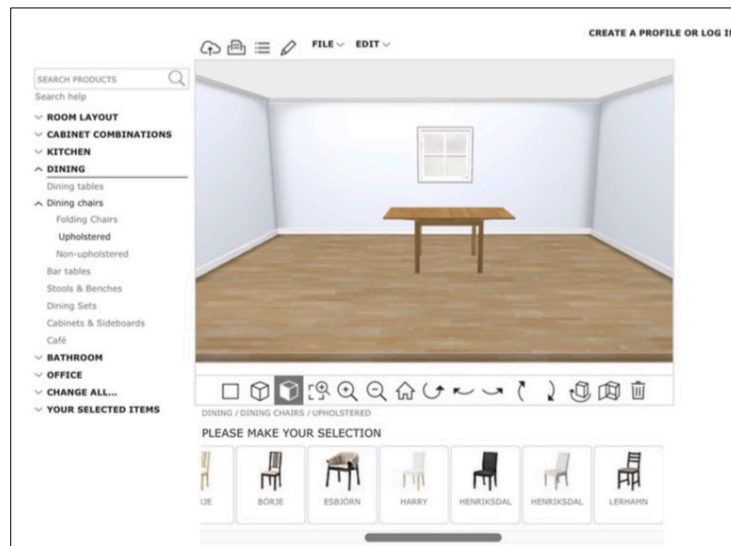 CREATE A PROFILE OR LOG
FILE EDIT
SEARCH PRODUCTS
Search help
ROOM LAYOUT
CABINET COMBINATIONS
KITCHEN
DINING
Dining tables
Dining chairs
Folding Chairs
Upholstered
Non-upholstered
Bar tables
Stools & Benches
Dining Sets
Cabinets & Sideboards
Café
BATHROOM
OFFICE
CHANGE ALL...
YOUR SELECTED ITEMS
DINING / DINING CHAIRS / UPHOLSTERED
PLEASE MAKE YOUR SELECTION
BÖRJE ESBJÖRN HARRY HENRIKSDAL HENRIKSDAL LERHAMN